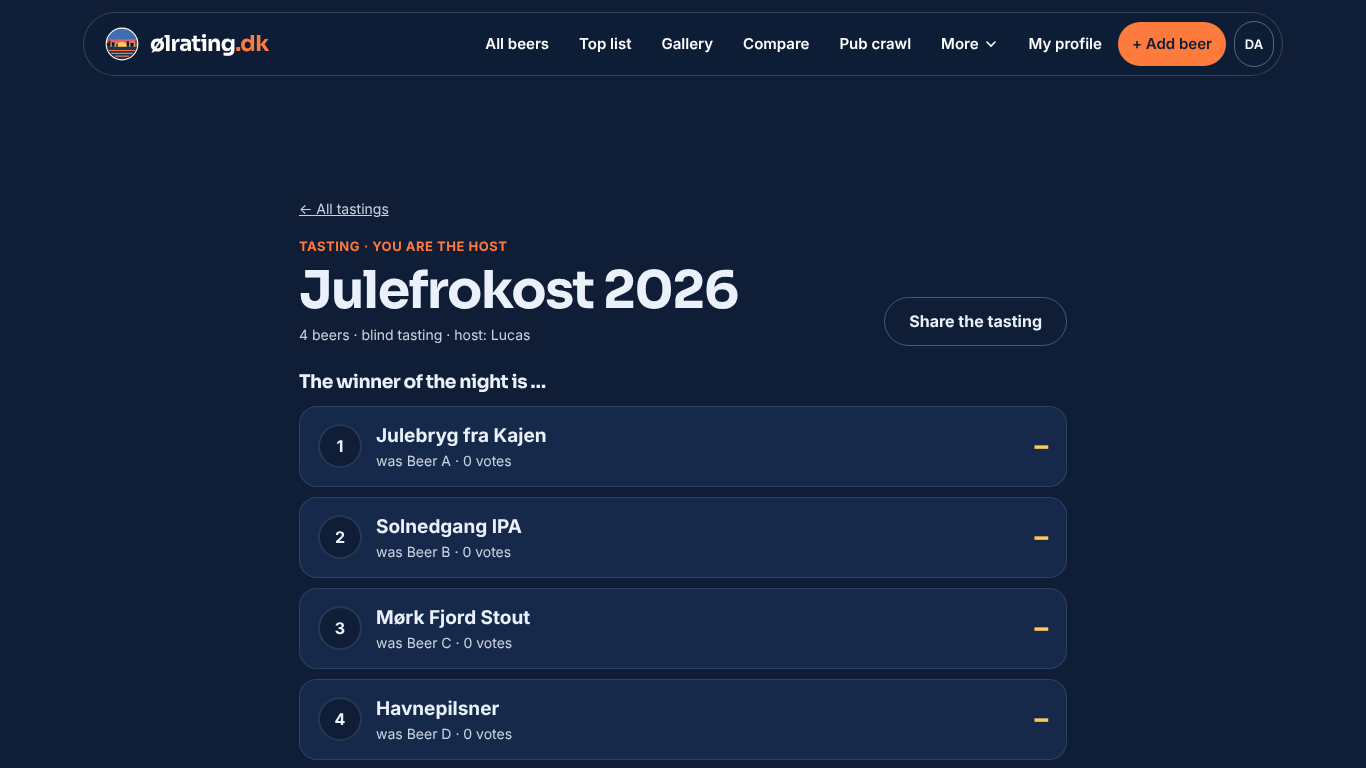 ølrating.dk
All beers
Top list
Gallery
Compare
Pub crawl
More
My profile
+ Add beer
DA
← All tastings
TASTING · YOU ARE THE HOST
Julefrokost 2026
4 beers · blind tasting · host: Lucas
Share the tasting
The winner of the night is ...
1
Julebryg fra Kajen
was Beer A · 0 votes
–
2
Solnedgang IPA
was Beer B · 0 votes
–
3
Mørk Fjord Stout
was Beer C · 0 votes
–
4
Havnepilsner
was Beer D · 0 votes
–